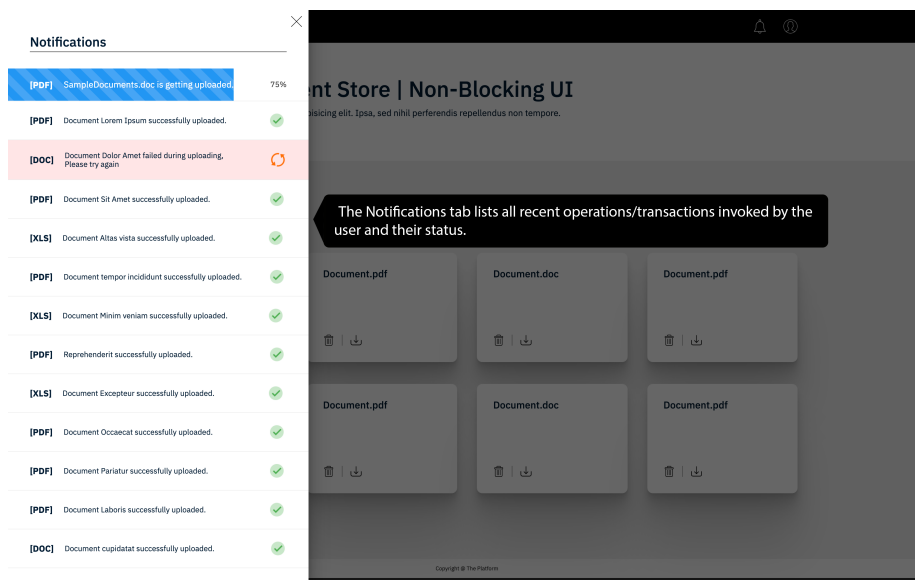 Notifications
[PDF] SampleDocuments.doc is getting uploaded. 75%
[PDF] Document Lorem Ipsum successfully uploaded.
[DOC] Document Dolor Amet failed during uploading,
Please try again
[PDF] Document Sit Amet successfully uploaded.
[XLS] Document Altas vista successfully uploaded.
[PDF] Document tempor incididunt successfully uploaded.
[XLS] Document Minim veniam successfully uploaded.
[PDF] Reprehenderit successfully uploaded.
[XLS] Document Excepteur successfully uploaded.
[PDF] Document Occaecat successfully uploaded.
[PDF] Document Pariatur successfully uploaded.
[PDF] Document Laboris successfully uploaded.
[DOC] Document cupidatat successfully uploaded.
Store | Non-Blocking UI
elit. Ipsa, sed nihil perferendis repellendus non tempore.
The Notifications tab lists all recent operations/transactions invoked by the
user and their status.
Document.pdf Document.doc Document.pdf
Document.pdf Document.doc Document.pdf
Copyright @ The Platform